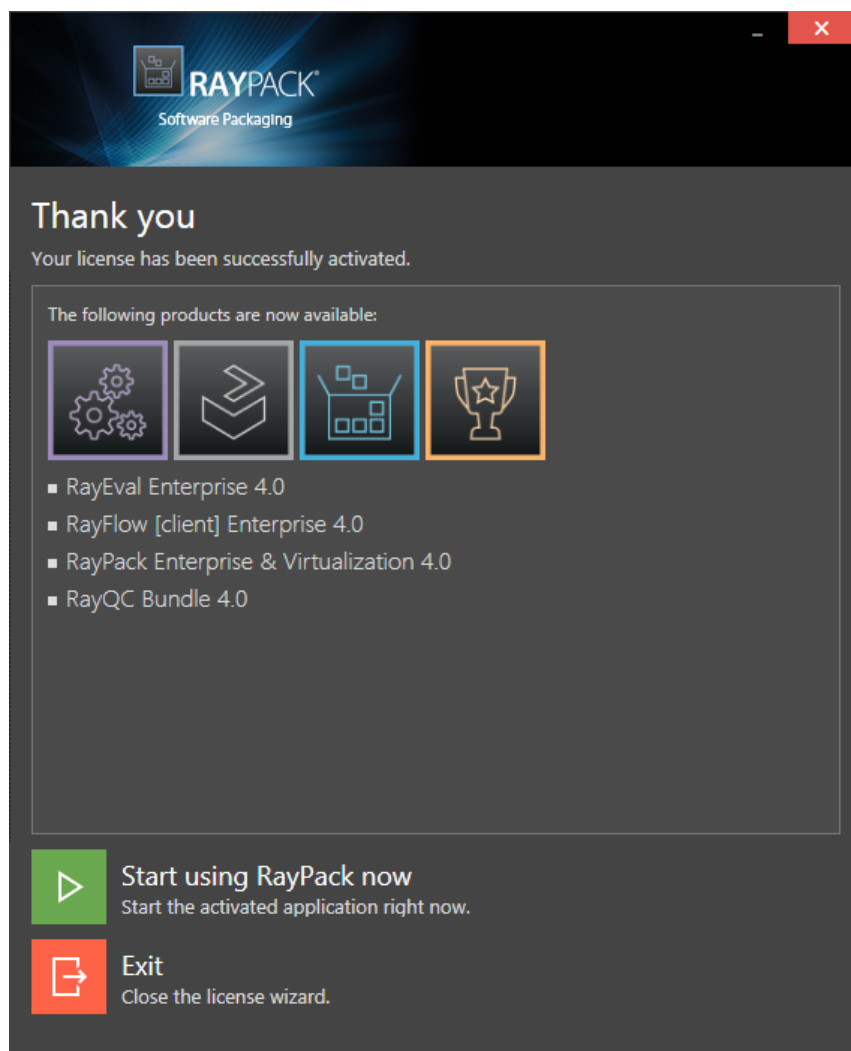 RAYPACK®
Software Packaging
Thank you
Your license has been successfully activated.
The following products are now available:
RayEval Enterprise 4.0
RayFlow [client] Enterprise 4.0
RayPack Enterprise & Virtualization 4.0
RayQC Bundle 4.0
Start using RayPack now
Start the activated application right now.
Exit
Close the license wizard.